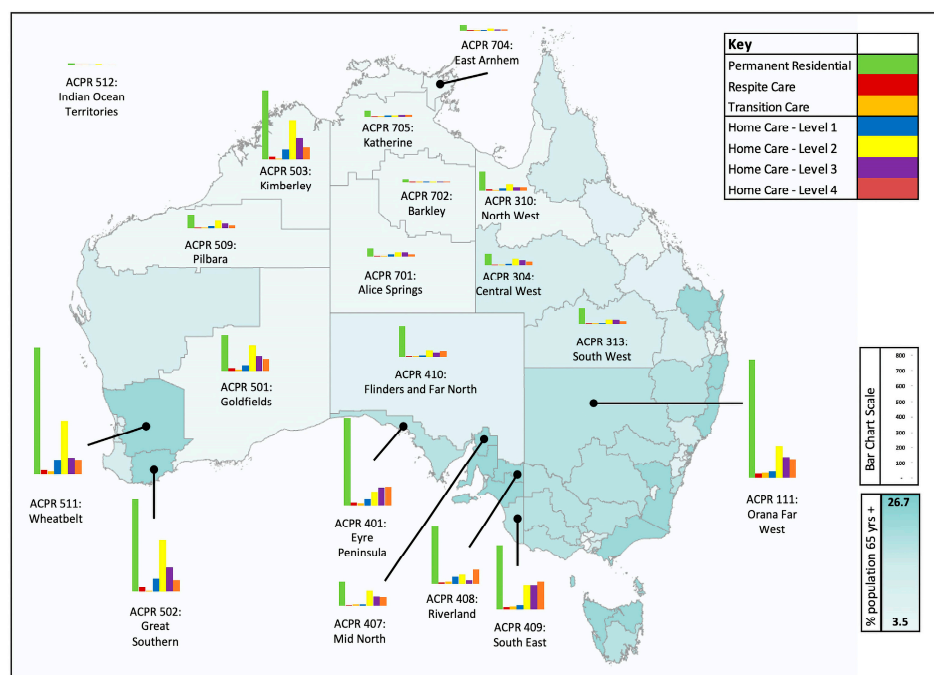 ACPR 704:
East Arnhem
Key
Permanent Residential
Respite Care
Transition Care
Home Care - Level 1
Home Care - Level 2
Home Care - Level 3
Home Care - Level 4
ACPR 512:
Indian Ocean
Territories
ACPR 705:
Katherine
ACPR 503:
Kimberley
ACPR 702:
Barkley
ACPR 310:
North West
ACPR 509:
Pilbara
ACPR 701:
Alice Springs
ACPR 304:
Central West
ACPR 313:
South West
ACPR 501:
Goldfields
ACPR 410:
Flinders and Far North
Bar Chart Scale
800
700
600
500
400
300
200
100
-
ACPR 511:
Wheatbelt
ACPR 111:
Orana Far
West
ACPR 401:
Eyre
Peninsula
% population 65 yrs +
26.7
3.5
ACPR 502:
Great
Southern
ACPR 407:
Mid North
ACPR 408:
Riverland
ACPR 409:
South East